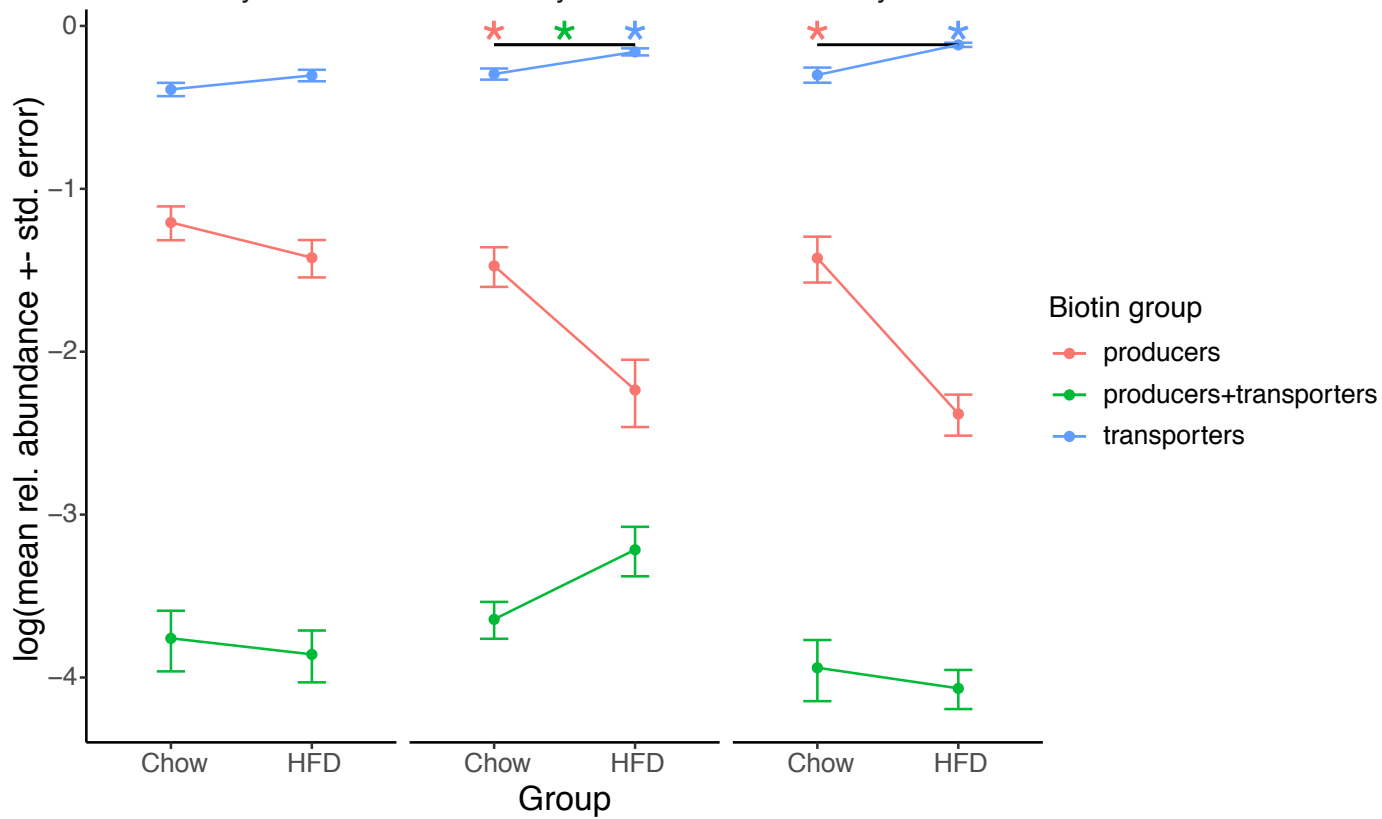 0
−1
−2
−3
−4
log(mean rel. abundance +- std. error)
* * * * *
Chow HFD Chow HFD Chow HFD
Group
Biotin group
producers
producers+transporters
transporters